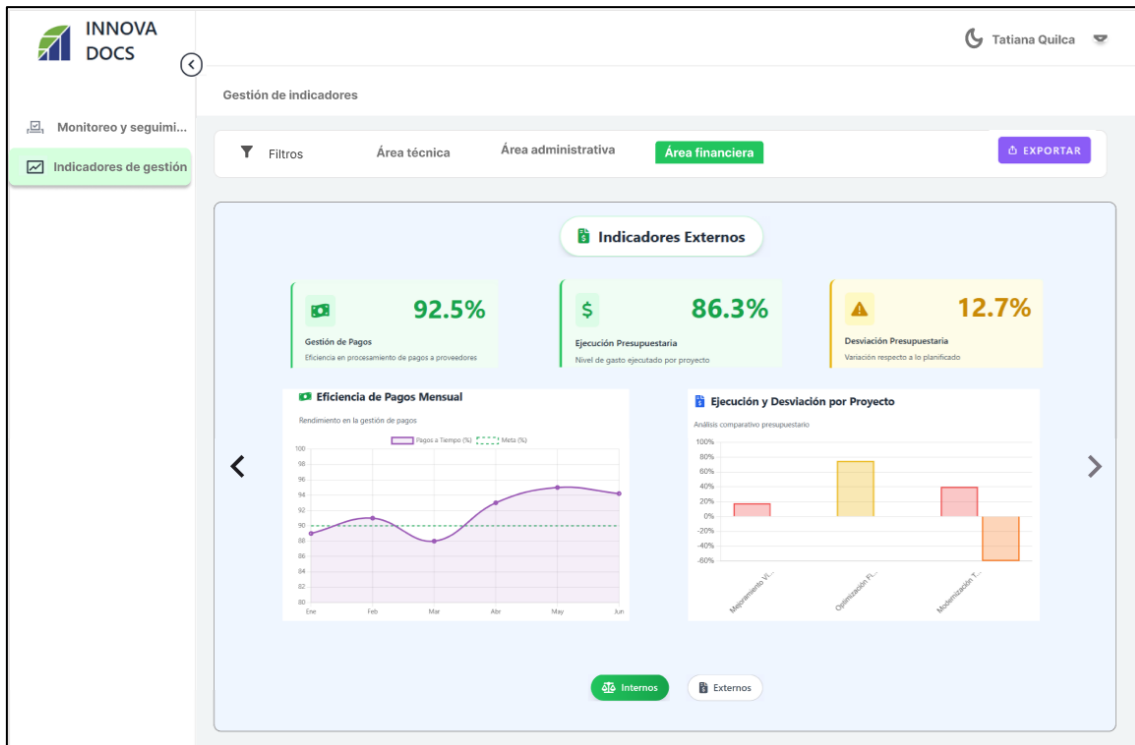 INNOVA
DOCS
Tatiana Quilca
Gestión de indicadores
Monitoreo y seguimi...
Indicadores de gestión
Filtros
Área técnica
Área administrativa
Área financiera
EXPORTAR
Indicadores Externos
92.5%
Gestión de Pagos
Eficiencia en procesamiento de pagos a proveedores
86.3%
Ejecución Presupuestaria
Nivel de gasto ejecutado por proyecto
12.7%
Desviación Presupuestaria
Variación respecto a lo planificado
Eficiencia de Pagos Mensual
Rendimiento en la gestión de pagos
Pagos a Tiempo (%) Meta (%)
100
98
96
94
92
90
88
86
84
82
80
Ene Feb Mar Abr May Jun
Ejecución y Desviación por Proyecto
Análisis comparativo presupuestario
100%
80%
60%
40%
20%
0%
-20%
-40%
-60%
Mejoramiento Vi...
Optimización Fl...
Modernización T...
Internos
Externos